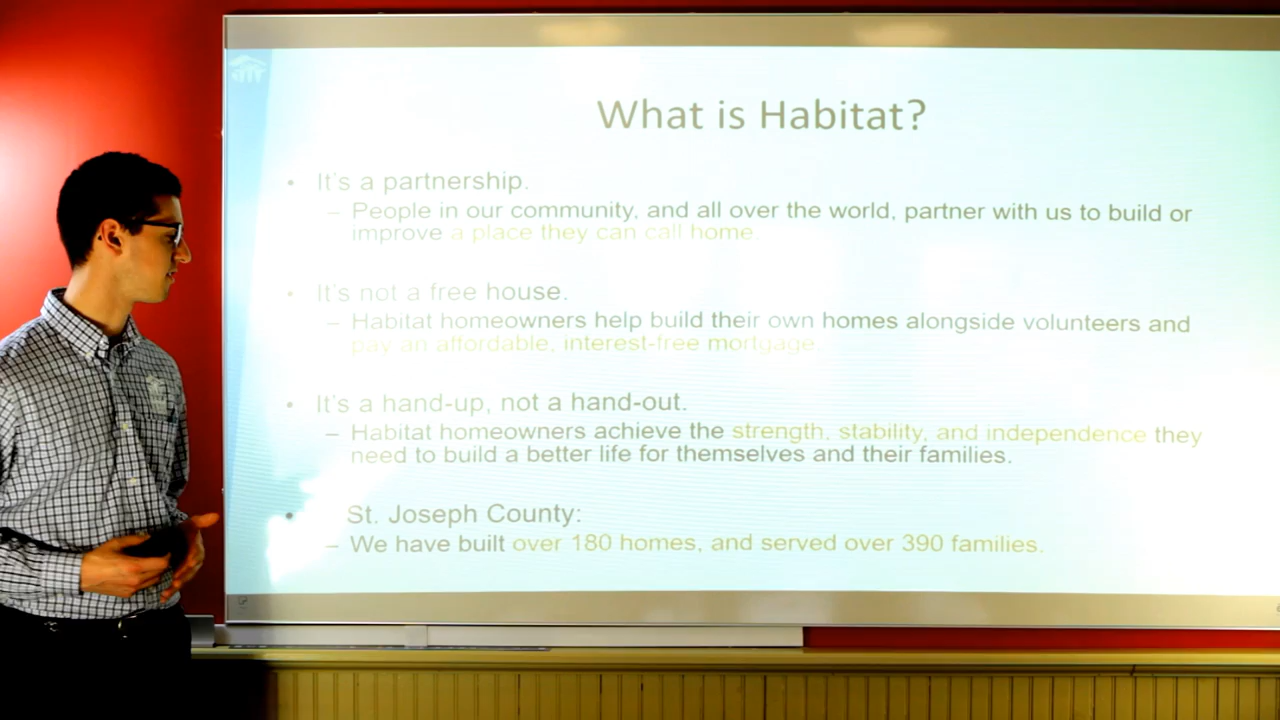 What is Habitat?
• It's a partnership.
– People in our community, and all over the world, partner with us to build or
improve a place they can call home.
• It's not a free house.
– Habitat homeowners help build their own homes alongside volunteers and
pay an affordable, interest-free mortgage.
• It's a hand-up, not a hand-out.
– Habitat homeowners achieve the strength, stability, and independence they
need to build a better life for themselves and their families.
• St. Joseph County:
– We have built over 180 homes, and served over 390 families.